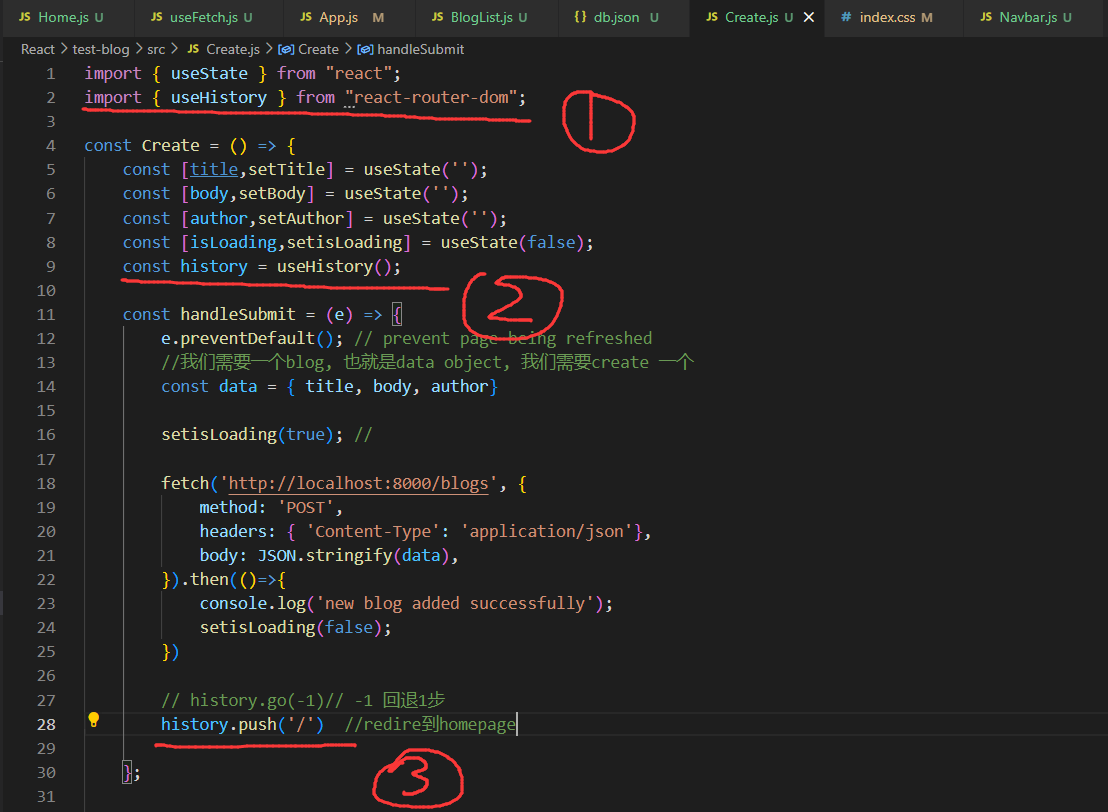 JS Home.js U JS useFetch.js U JS App.js M JS BlogList.js U {} db.json U JS Create.js U × # index.css M JS Navbar.js U
React > test-blog > src > JS Create.js > Create > handleSubmit
1 import { useState } from "react";
2 import { useHistory } from "react-router-dom";
①
3
4 const Create = () => {
5 const [title,setTitle] = useState('');
6 const [body,setBody] = useState('');
7 const [author,setAuthor] = useState('');
8 const [isLoading,setisLoading] = useState(false);
9 const history = useHistory();
②
10
11 const handleSubmit = (e) => {
12 e.preventDefault(); // prevent page being refreshed
13 //我们需要一个blog, 也就是data object, 我们需要create 一个
14 const data = { title, body, author}
15
16 setisLoading(true); //
17
18 fetch('http://localhost:8000/blogs', {
19 method: 'POST',
20 headers: { 'Content-Type': 'application/json'},
21 body: JSON.stringify(data),
22 }).then(()=>{
23 console.log('new blog added successfully');
24 setisLoading(false);
25 })
26
27 // history.go(-1)// -1 回退1步
28 history.push('/') //redire到homepage
29
③
30 };
31